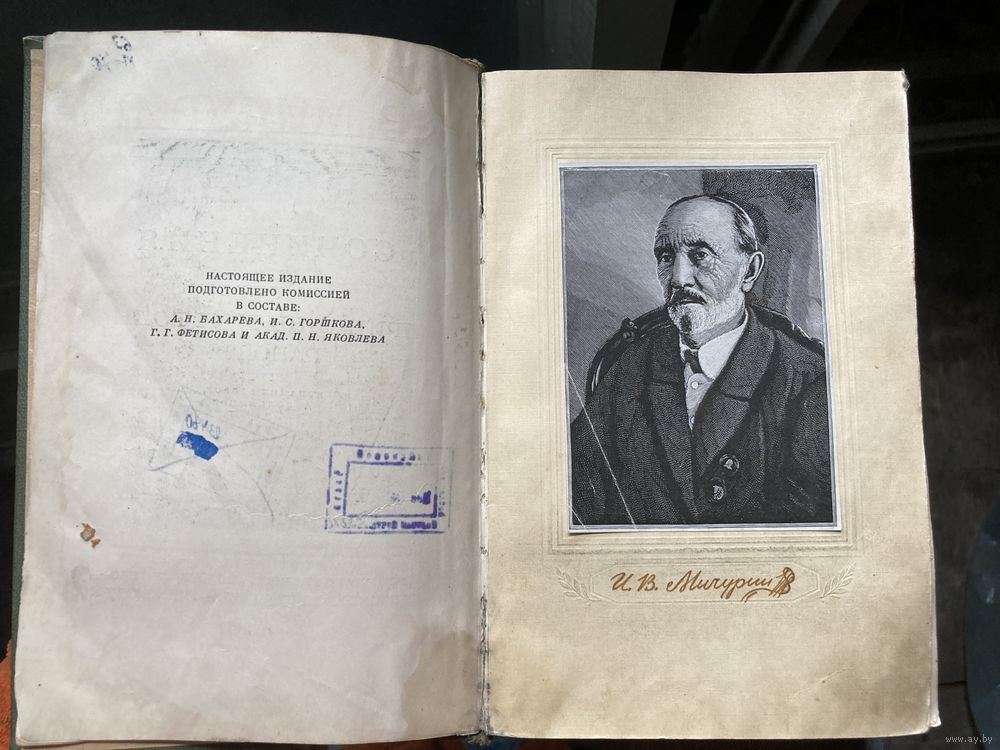 НАСТОЯЩЕЕ ИЗДАНИЕ
ПОДГОТОВЛЕНО КОМИССИЕЙ
В СОСТАВЕ:
А. Н. БАХАРЕВА, И. С. ГОРШКОВА,
Г. Г. ФЕТИСОВА И АКАД. П. Н. ЯКОВЛЕВА
И. В. Мичурин
www.ay.by